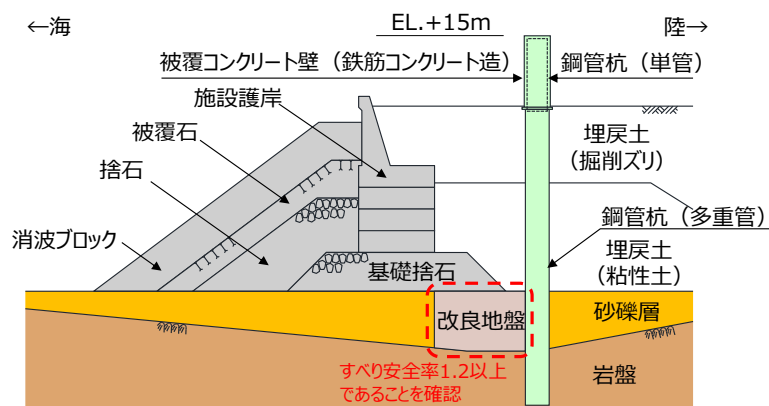 ←海
EL.+15m
陸→
被覆コンクリート壁（鉄筋コンクリート造）
鋼管杭（単管）
施設護岸
被覆石
捨石
消波ブロック
埋戻土
（掘削ズリ）
鋼管杭（多重管）
埋戻土
（粘性土）
基礎捨石
改良地盤
砂礫層
すべり安全率1.2以上
であることを確認
岩盤